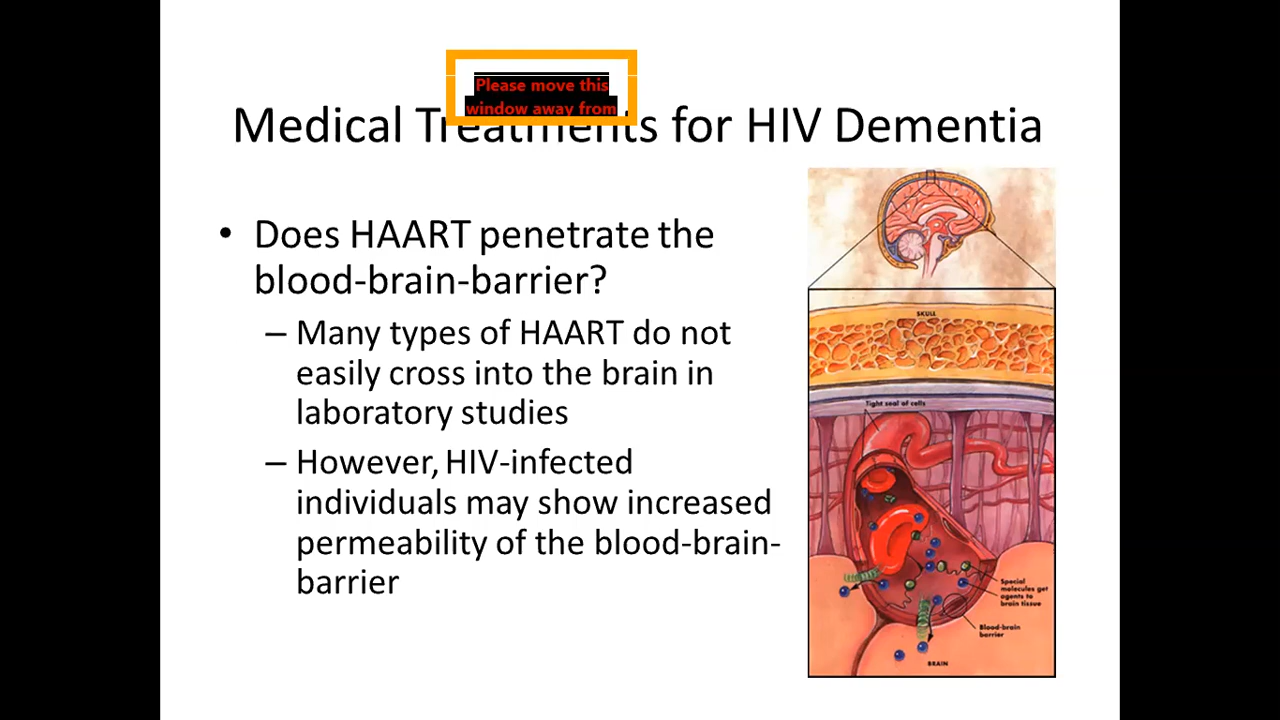 Please move this
window away from
Medical Treatments for HIV Dementia
• Does HAART penetrate the
blood-brain-barrier?
– Many types of HAART do not
easily cross into the brain in
laboratory studies
– However, HIV-infected
individuals may show increased
permeability of the blood-brain-
barrier
SKULL
Tight seal of cells
Special
molecules get
agents to
brain tissue
Blood-brain
barrier
BRAIN